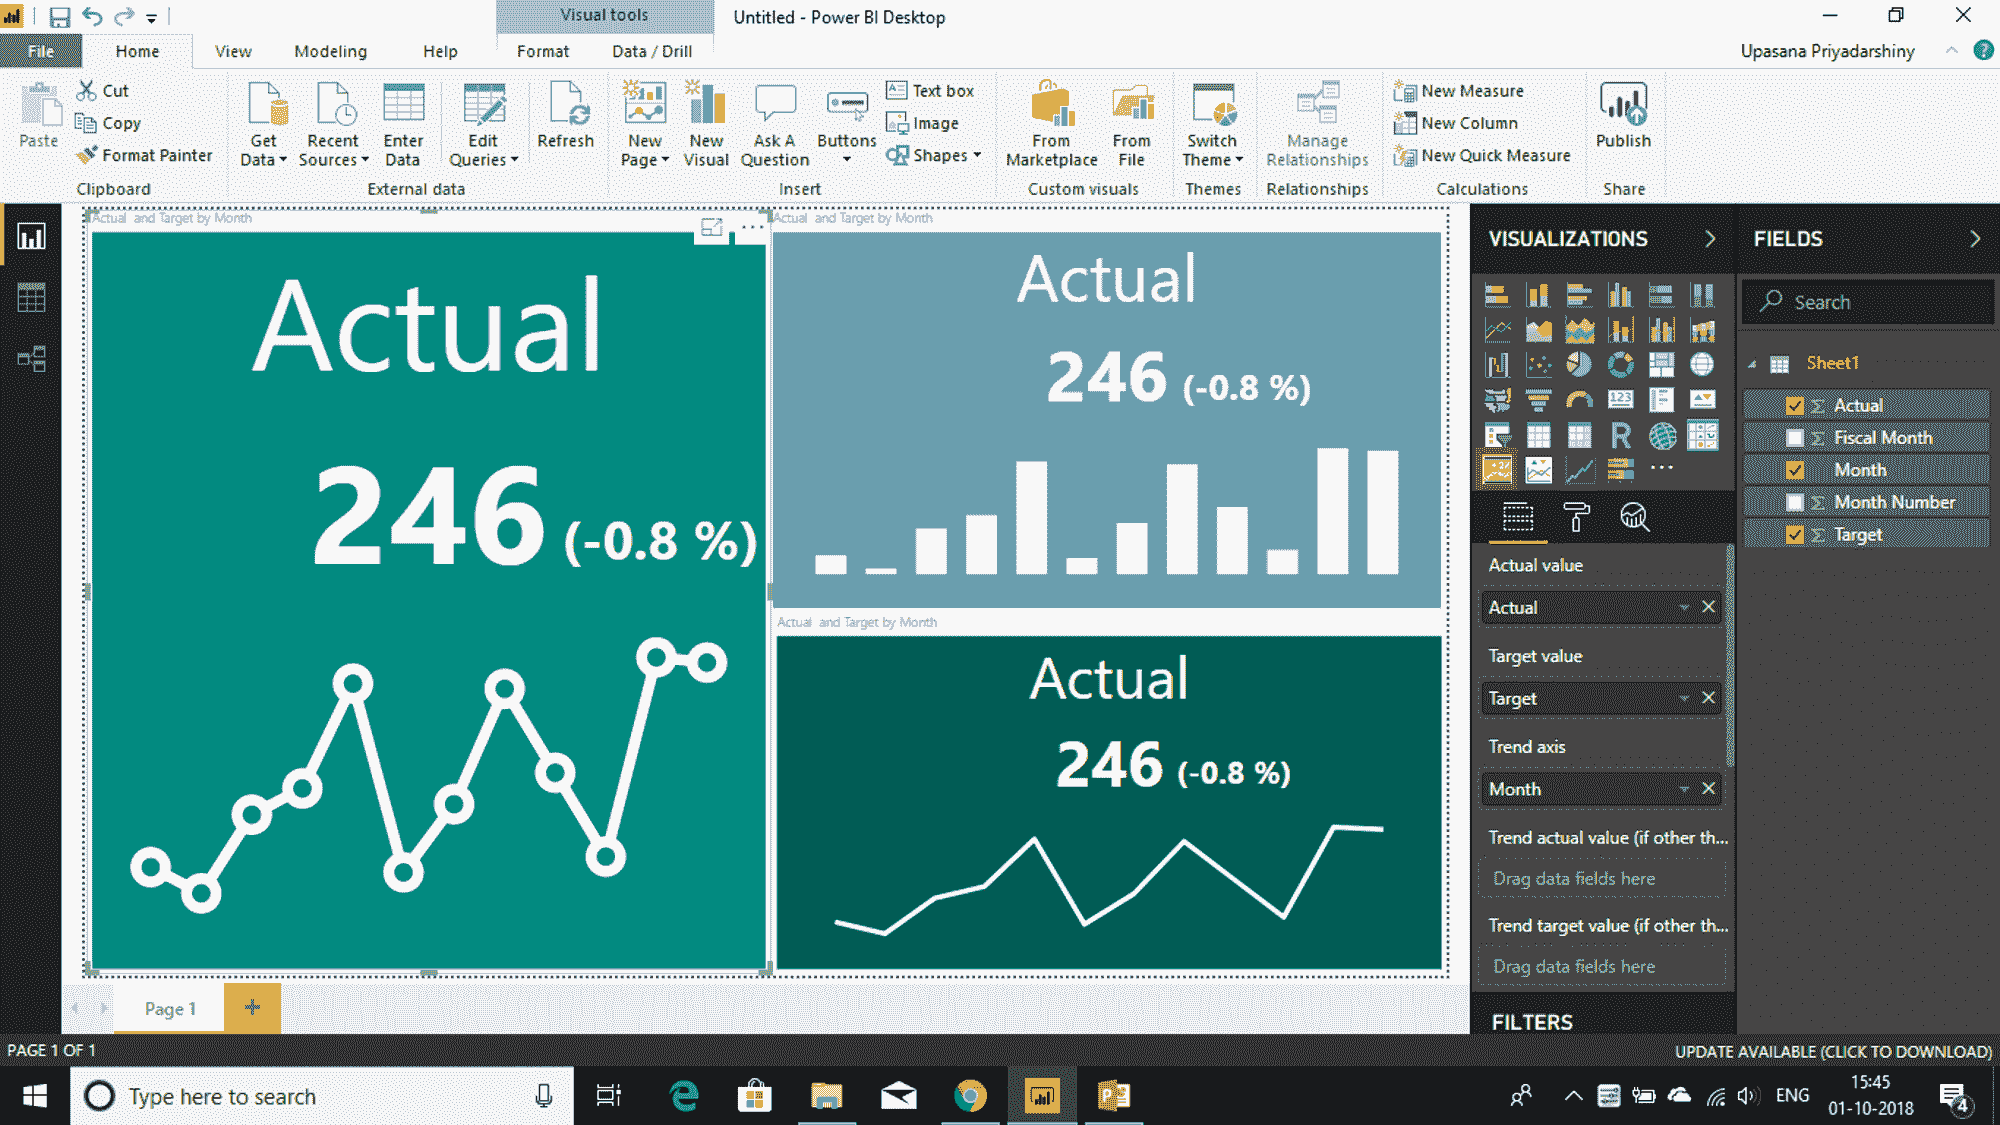 Visual tools
Untitled - Power BI Desktop
File
Home
View
Modeling
Help
Format
Data / Drill
Upasana Priyadarshiny
?
Paste
Cut
Copy
Format Painter
Clipboard
Get
Data
Recent
Sources
Enter
Data
Edit
Queries
Refresh
External data
New
Page
New
Visual
Ask A
Question
Buttons
Text box
Image
Shapes
Insert
From
Marketplace
From
File
Custom visuals
Switch
Theme
Themes
Manage
Relationships
Relationships
New Measure
New Column
New Quick Measure
Calculations
Publish
Share
Actual and Target by Month
Actual
246 (-0.8 %)
Actual and Target by Month
Actual
246 (-0.8 %)
Actual and Target by Month
Actual
246 (-0.8 %)
VISUALIZATIONS
123
R
Actual value
Actual
Target value
Target
Trend axis
Month
Trend actual value (if other th...
Drag data fields here
Trend target value (if other th...
Drag data fields here
FILTERS
FIELDS
Search
Sheet1
Σ Actual
Σ Fiscal Month
Month
Σ Month Number
Σ Target
Page 1
+
PAGE 1 OF 1
UPDATE AVAILABLE (CLICK TO DOWNLOAD)
Type here to search
ENG
15:45
01-10-2018
4